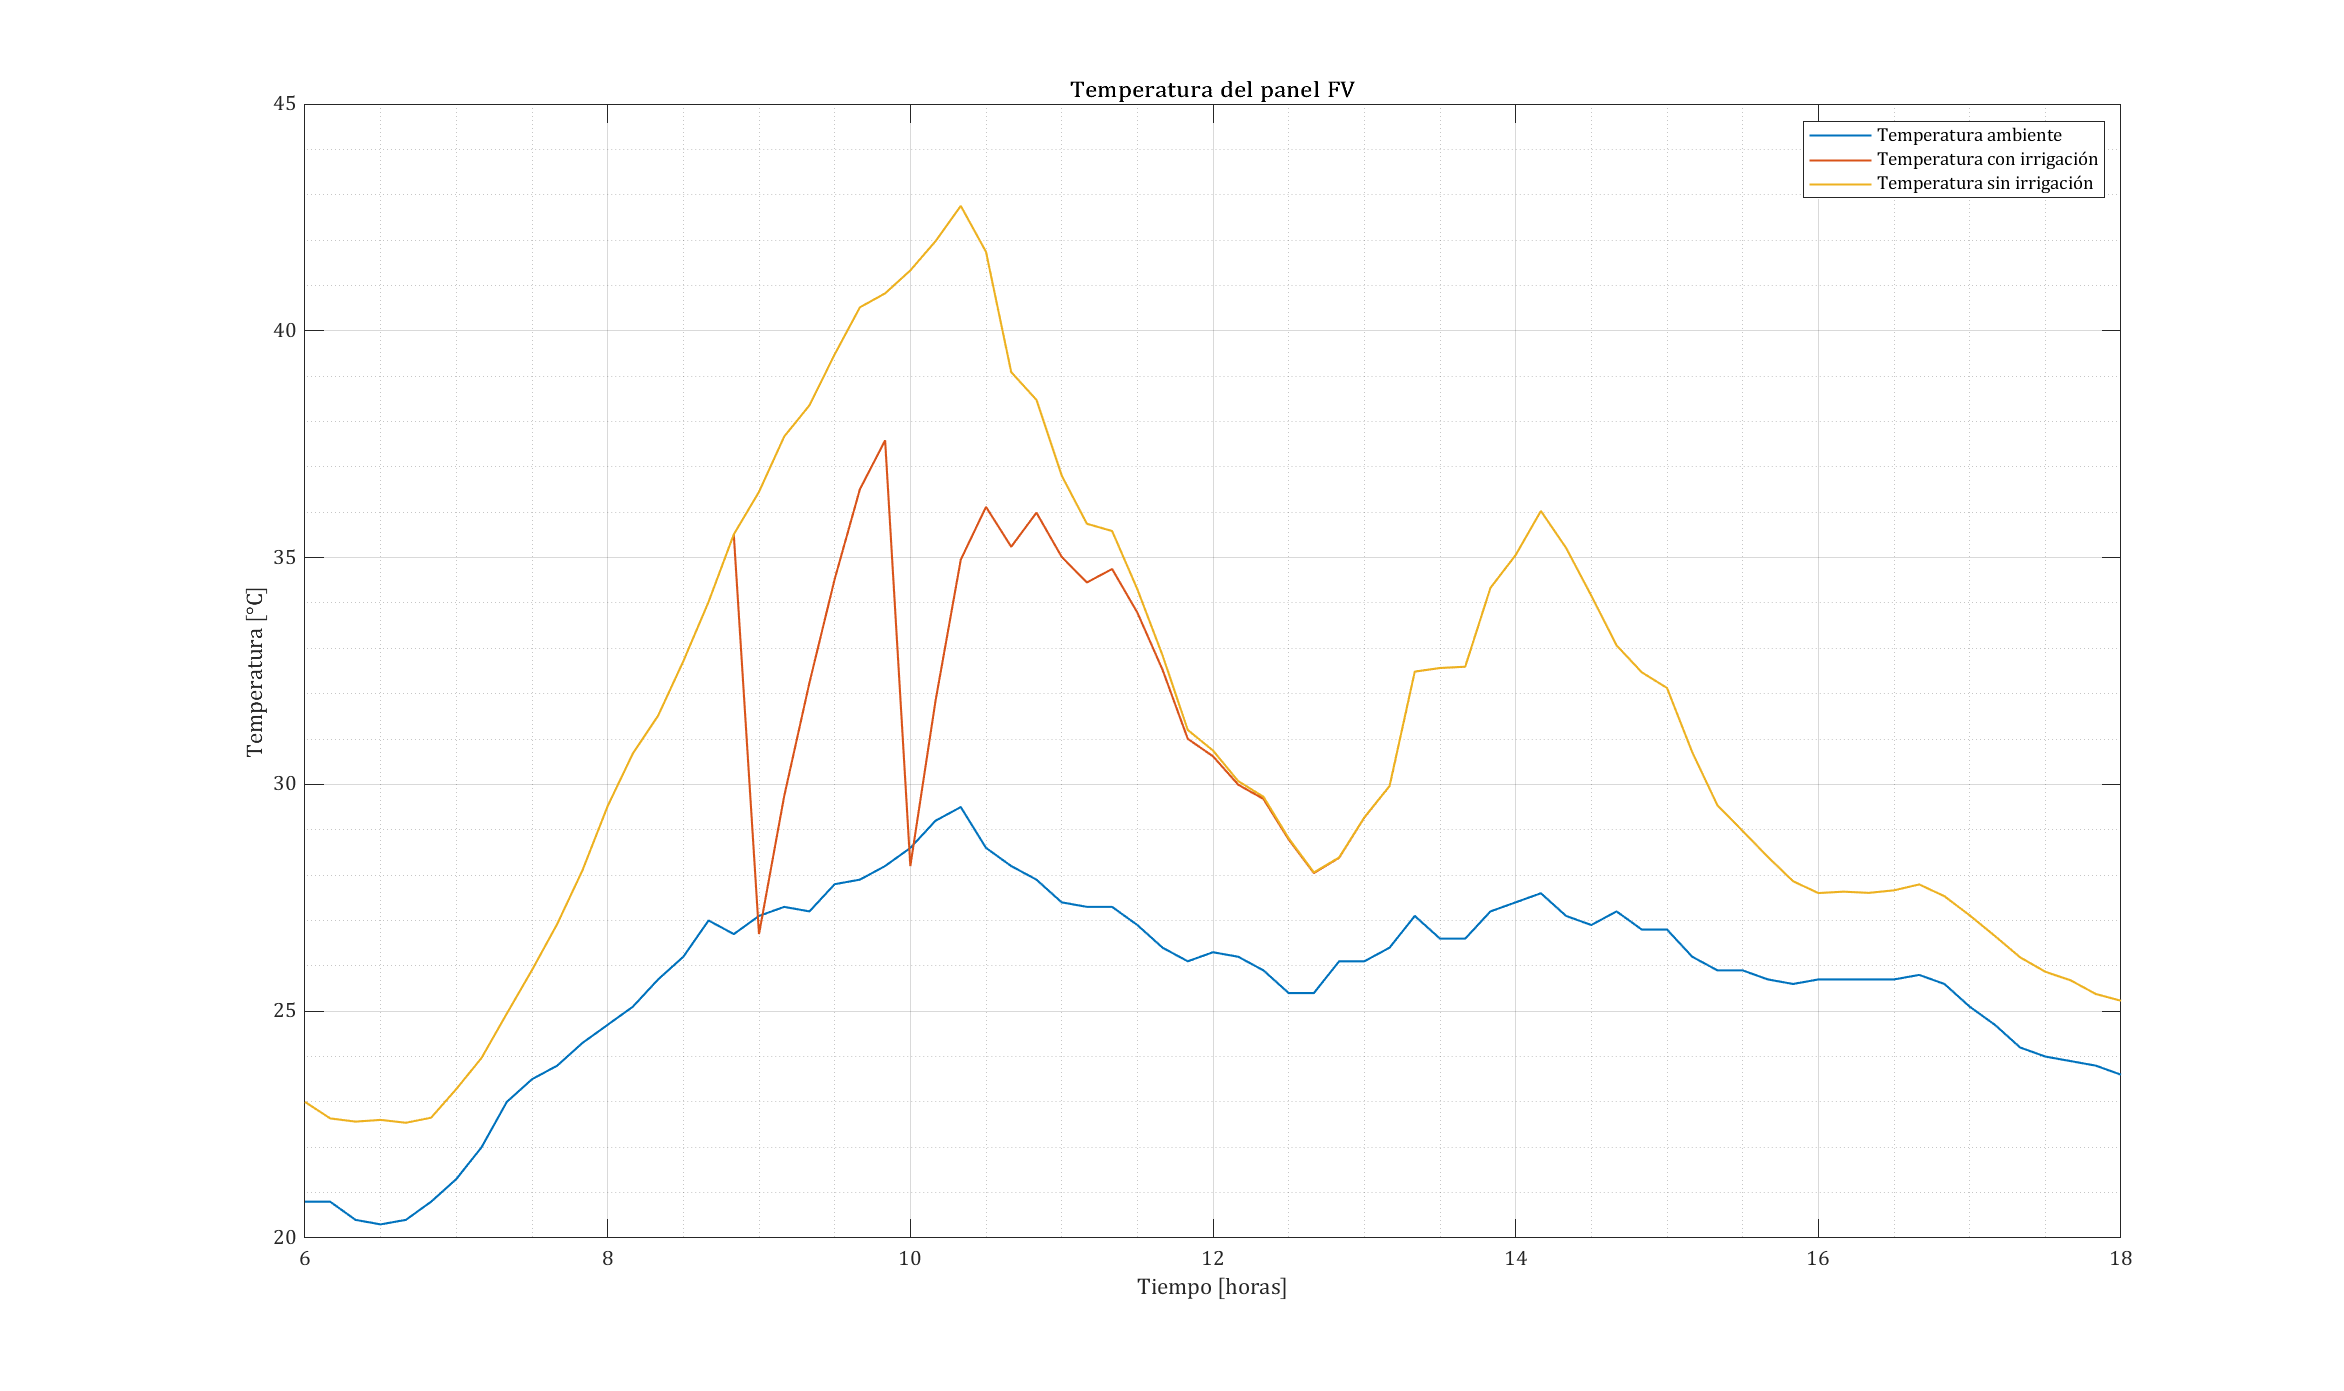 Temperatura del panel FV
45
40
35
30
25
20
Temperatura [°C]
6
8
10
12
14
16
18
Tiempo [horas]
Temperatura ambiente
Temperatura con irrigación
Temperatura sin irrigación